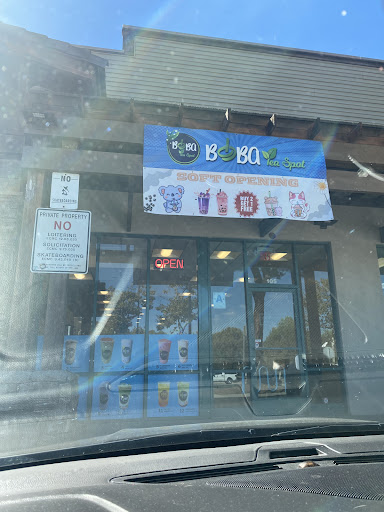 BOBA
Tea Spot
BOBA Tea Spot
SOFT OPENING
BUY 1
GET 1
FREE
NO
PRIVATE PROPERTY
NO
LOITERING
SOLICITATION
SKATEBOARDING
OPEN
A